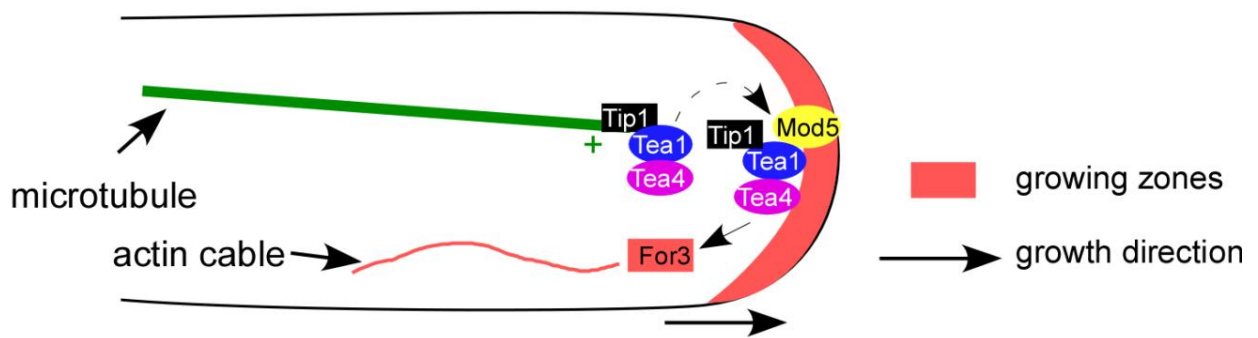 Tip1
Tea1
Tea4
+
Tip1
Mod5
Tea1
Tea4
microtubule
actin cable
For3
growing zones
growth direction